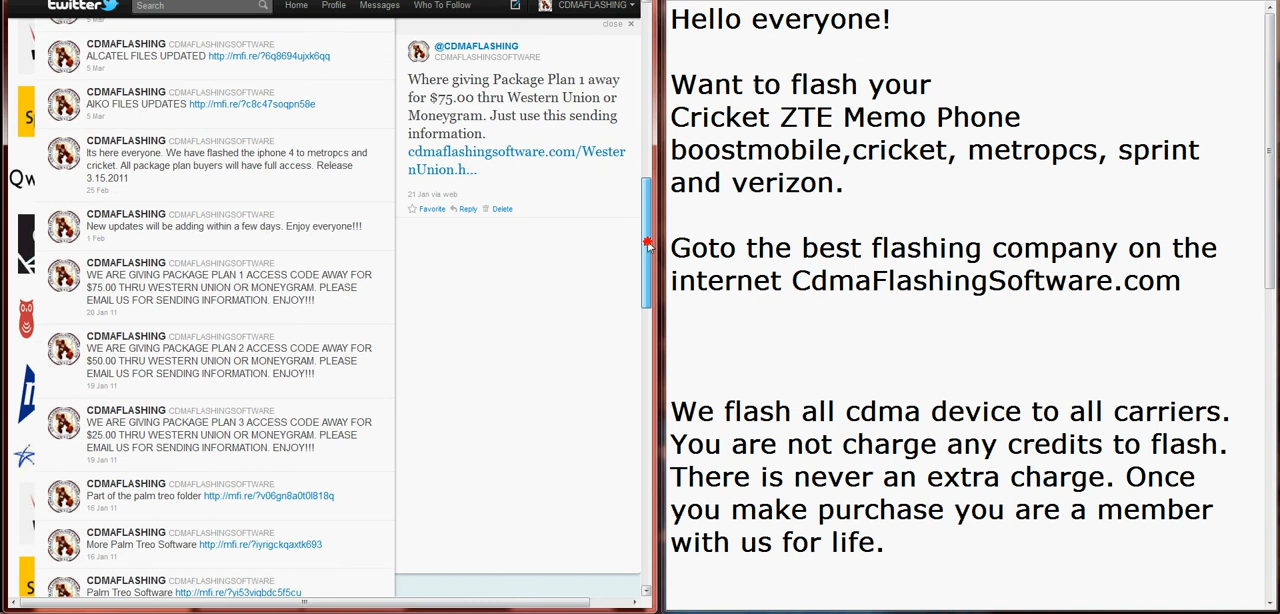 twitter
Search
Home
Profile
Messages
Who To Follow
CDMAFLASHING
5 Mar
CDMAFLASHING CDMAFLASHINGSOFTWARE
ALCATEL FILES UPDATED http://mfi.re/?6q8694ujxk6qq
5 Mar
CDMAFLASHING CDMAFLASHINGSOFTWARE
AIKO FILES UPDATES http://mfi.re/?c8c47soqpn58e
5 Mar
CDMAFLASHING CDMAFLASHINGSOFTWARE
Its here everyone. We have flashed the iphone 4 to metropcs and
cricket. All package plan buyers will have full access. Release
3.15.2011
25 Feb
CDMAFLASHING CDMAFLASHINGSOFTWARE
New updates will be adding within a few days. Enjoy everyone!!!
1 Feb
CDMAFLASHING CDMAFLASHINGSOFTWARE
WE ARE GIVING PACKAGE PLAN 1 ACCESS CODE AWAY FOR
$75.00 THRU WESTERN UNION OR MONEYGRAM. PLEASE
EMAIL US FOR SENDING INFORMATION. ENJOY!!!
20 Jan 11
CDMAFLASHING CDMAFLASHINGSOFTWARE
WE ARE GIVING PACKAGE PLAN 2 ACCESS CODE AWAY FOR
$50.00 THRU WESTERN UNION OR MONEYGRAM. PLEASE
EMAIL US FOR SENDING INFORMATION. ENJOY!!!
19 Jan 11
CDMAFLASHING CDMAFLASHINGSOFTWARE
WE ARE GIVING PACKAGE PLAN 3 ACCESS CODE AWAY FOR
$25.00 THRU WESTERN UNION OR MONEYGRAM. PLEASE
EMAIL US FOR SENDING INFORMATION. ENJOY!!!
19 Jan 11
CDMAFLASHING CDMAFLASHINGSOFTWARE
Part of the palm treo folder http://mfi.re/?v06gn8a0t0l818q
16 Jan 11
CDMAFLASHING CDMAFLASHINGSOFTWARE
More Palm Treo Software http://mfi.re/?iyrigckqaxtk693
16 Jan 11
CDMAFLASHING CDMAFLASHINGSOFTWARE
Palm Treo Software http://mfi.re/?yi53vigbdc5f5cu
close ×
@CDMAFLASHING
CDMAFLASHINGSOFTWARE
Where giving Package Plan 1 away
for $75.00 thru Western Union or
Moneygram. Just use this sending
information.
cdmaflashingsoftware.com/Wester
nUnion.h...
21 Jan via web
Favorite Reply Delete
Hello everyone!
Want to flash your
Cricket ZTE Memo Phone
boostmobile,cricket, metropcs, sprint
and verizon.
Goto the best flashing company on the
internet CdmaFlashingSoftware.com
We flash all cdma device to all carriers.
You are not charge any credits to flash.
There is never an extra charge. Once
you make purchase you are a member
with us for life.